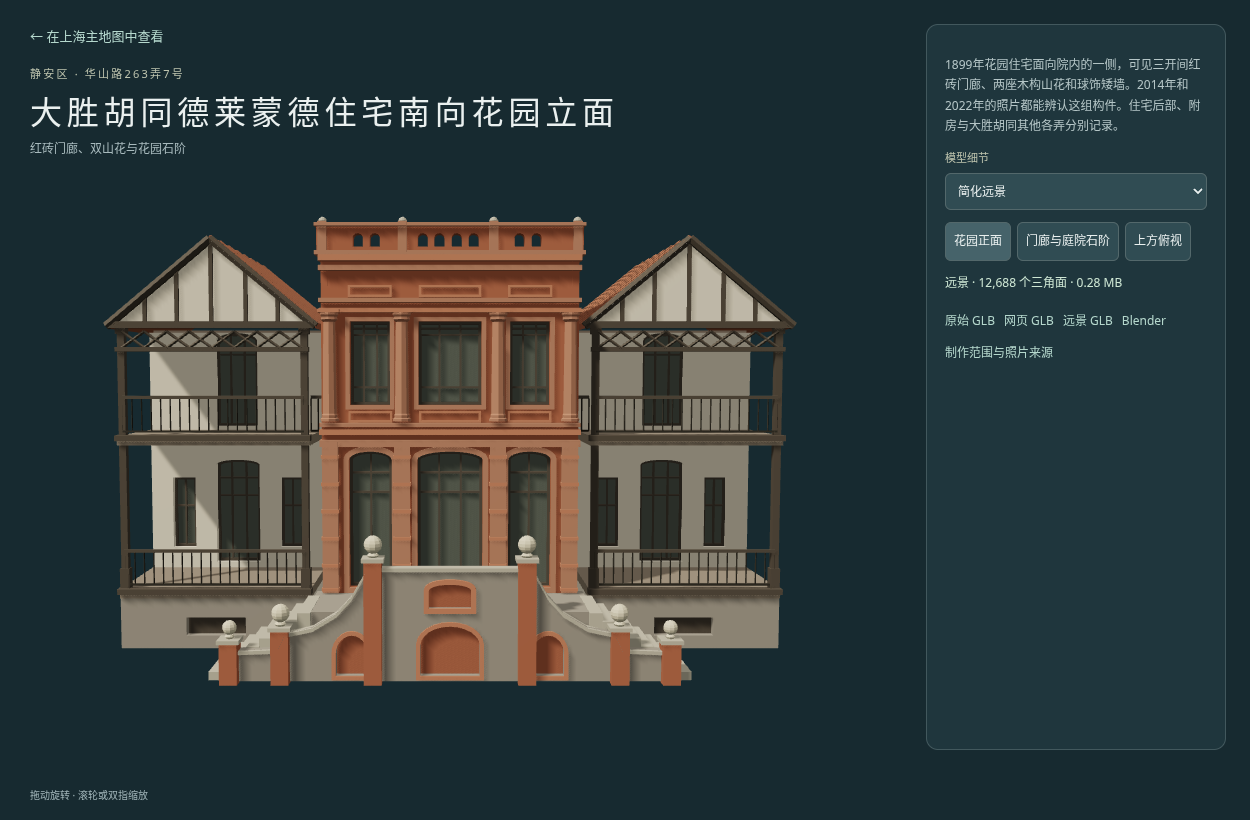 ← 在上海主地图中查看
静安区 · 华山路263弄7号
大胜胡同德莱蒙德住宅南向花园立面
红砖门廊、双山花与花园石阶
1899年花园住宅面向院内的一侧，可见三开间红
砖门廊、两座木构山花和球饰矮墙。2014年和
2022年的照片都能辨认这组构件。住宅后部、附
房与大胜胡同其他各弄分别记录。
模型细节
简化远景
花园正面 门廊与庭院石阶 上方俯视
远景 · 12,688 个三角面 · 0.28 MB
原始 GLB 网页 GLB 远景 GLB Blender
制作范围与照片来源
拖动旋转 · 滚轮或双指缩放